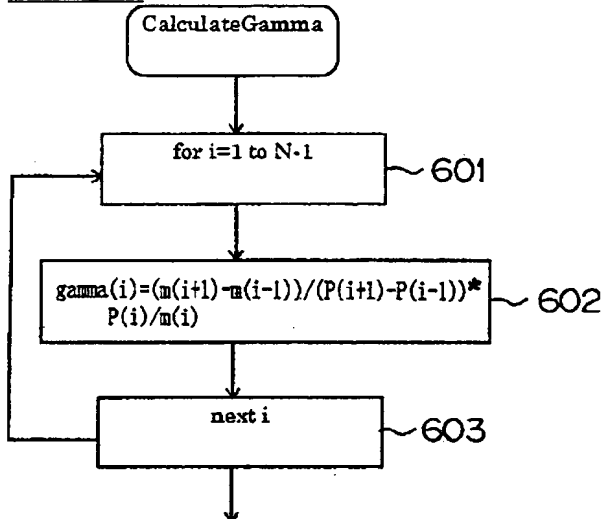 CalculateGamma
for i=1 to N-1
601
gamma(i)=(m(i+1)-m(i-1))/(P(i+1)-P(i-1))*
P(i)/m(i)
602
next i
603